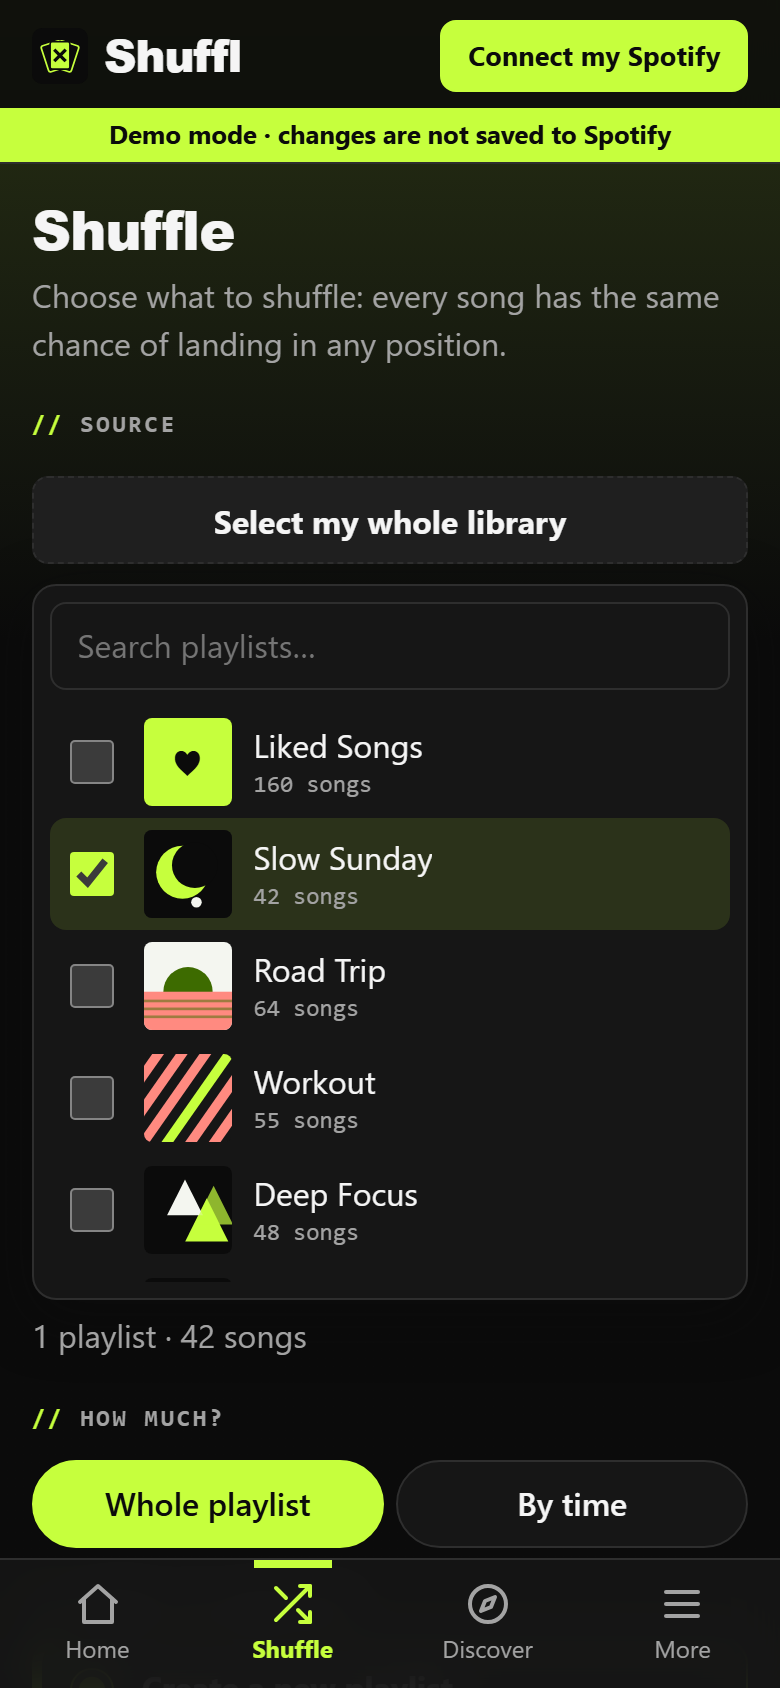 Shuffl
Connect my Spotify
Demo mode · changes are not saved to Spotify
Shuffle
Choose what to shuffle: every song has the same
chance of landing in any position.
// SOURCE
Select my whole library
Search playlists...
Liked Songs
160 songs
Slow Sunday
42 songs
Road Trip
64 songs
Workout
55 songs
Deep Focus
48 songs
1 playlist · 42 songs
// HOW MUCH?
Whole playlist
By time
Home
Shuffle
Discover
More
Create a new playlist